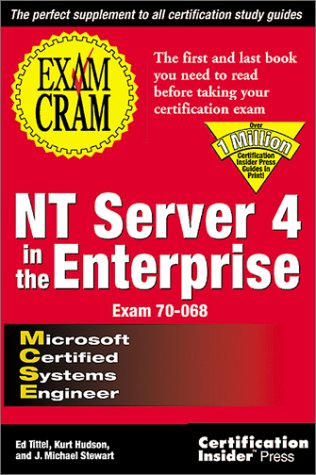 The perfect supplement to all certification study guides
EXAM
CRAM
The first and last book
you need to read
before taking your
certification exam
Over
1 Million
Certification
Insider Press
Guides in
Print!
NT Server 4
in
the Enterprise
Exam 70-068
Microsoft
Certified
Systems
Engineer
Ed Tittel, Kurt Hudson,
and J. Michael Stewart
Certification
Insider Press